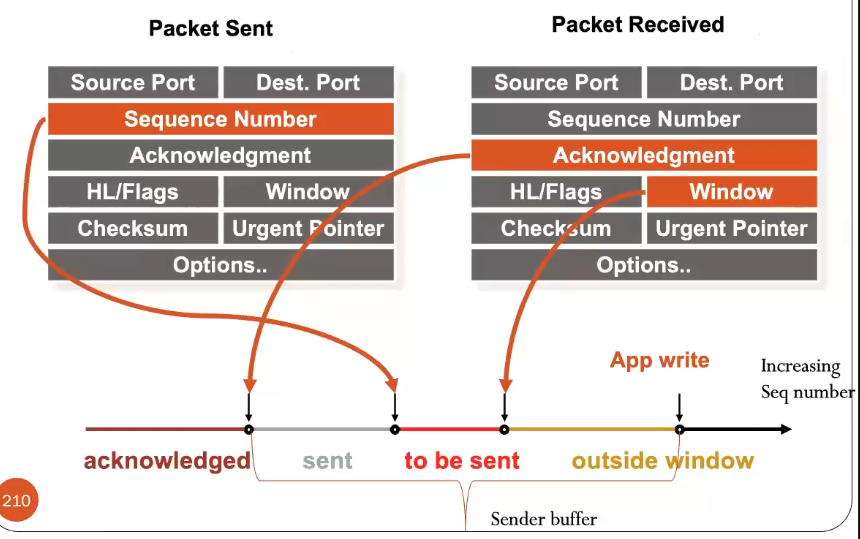 Packet Sent
Packet Received
Source Port
Dest. Port
Sequence Number
Acknowledgment
HL/Flags
Window
Checksum
Urgent Pointer
Options..
Source Port
Dest. Port
Sequence Number
Acknowledgment
HL/Flags
Window
Checksum
Urgent Pointer
Options..
App write
Increasing
Seq number
acknowledged
sent
to be sent
outside window
210
Sender buffer